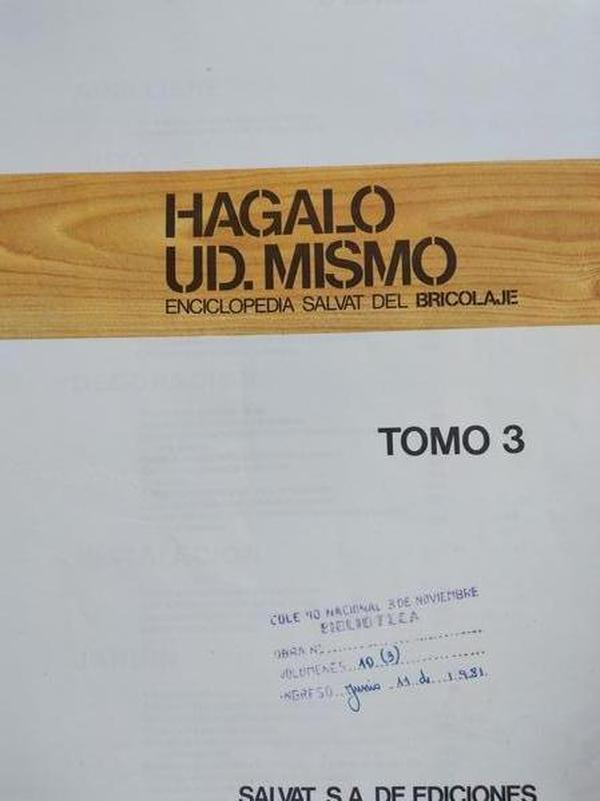 HAGALO
UD. MISMO
ENCICLOPEDIA SALVAT DEL BRICOLAJE
TOMO 3
NACIONAL 3 DE NOVIEMBRE
BIBLIOTECA
OBRA N
VOLUMENES 10 (3)
INGRESO Junio 11 de 1.981.
SALVAT, S.A. DE EDICIONES